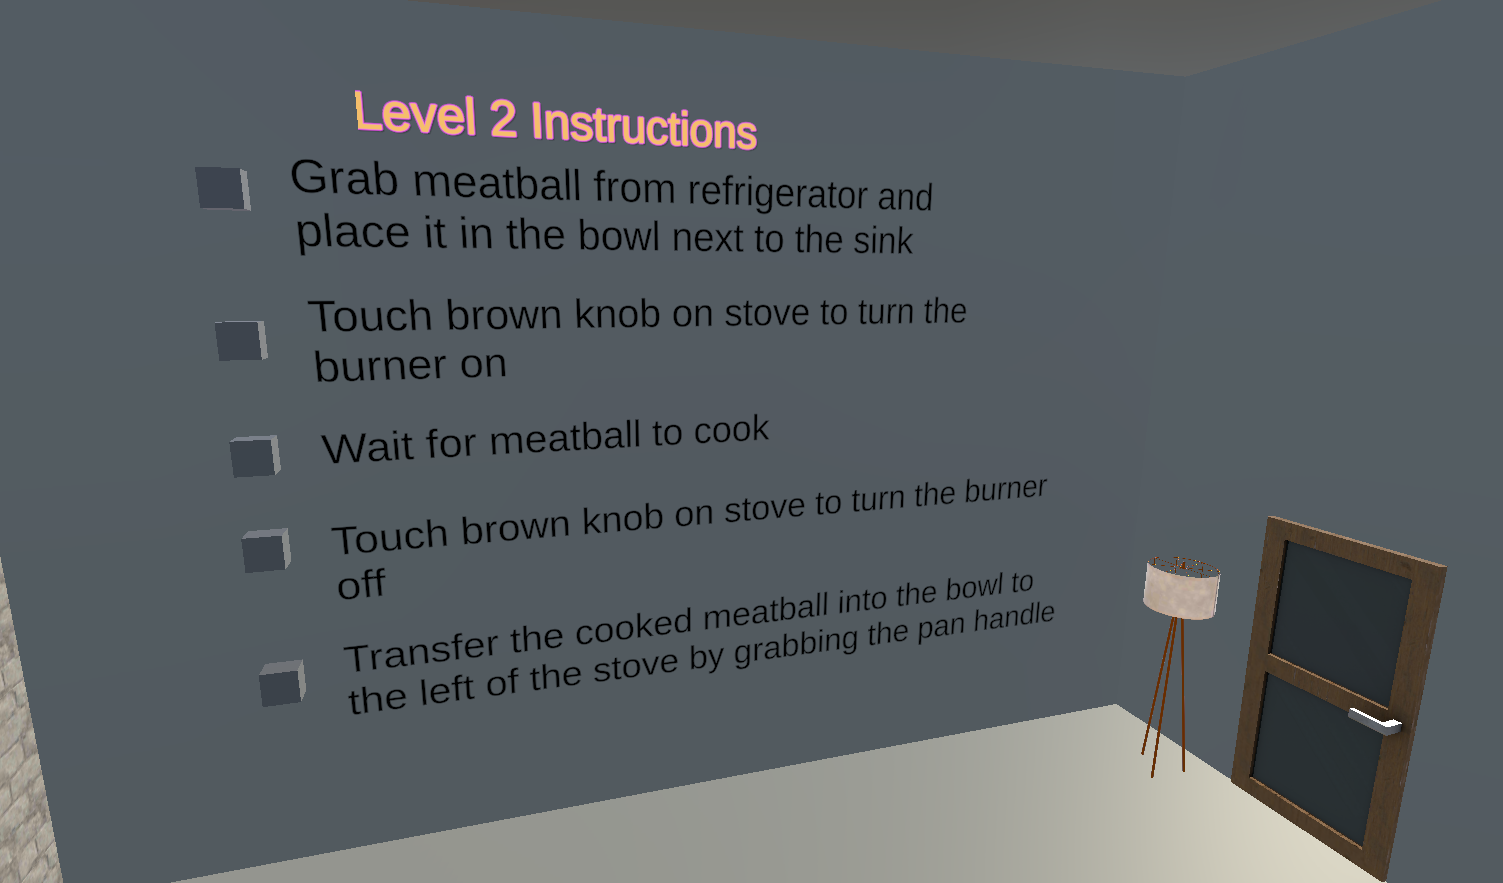 Level 2 Instructions
Grab meatball from refrigerator and
place it in the bowl next to the sink
Touch brown knob on stove to turn the
burner on
Wait for meatball to cook
Touch brown knob on stove to turn the burner
off
Transfer the cooked meatball into the bowl to
the left of the stove by grabbing the pan handle